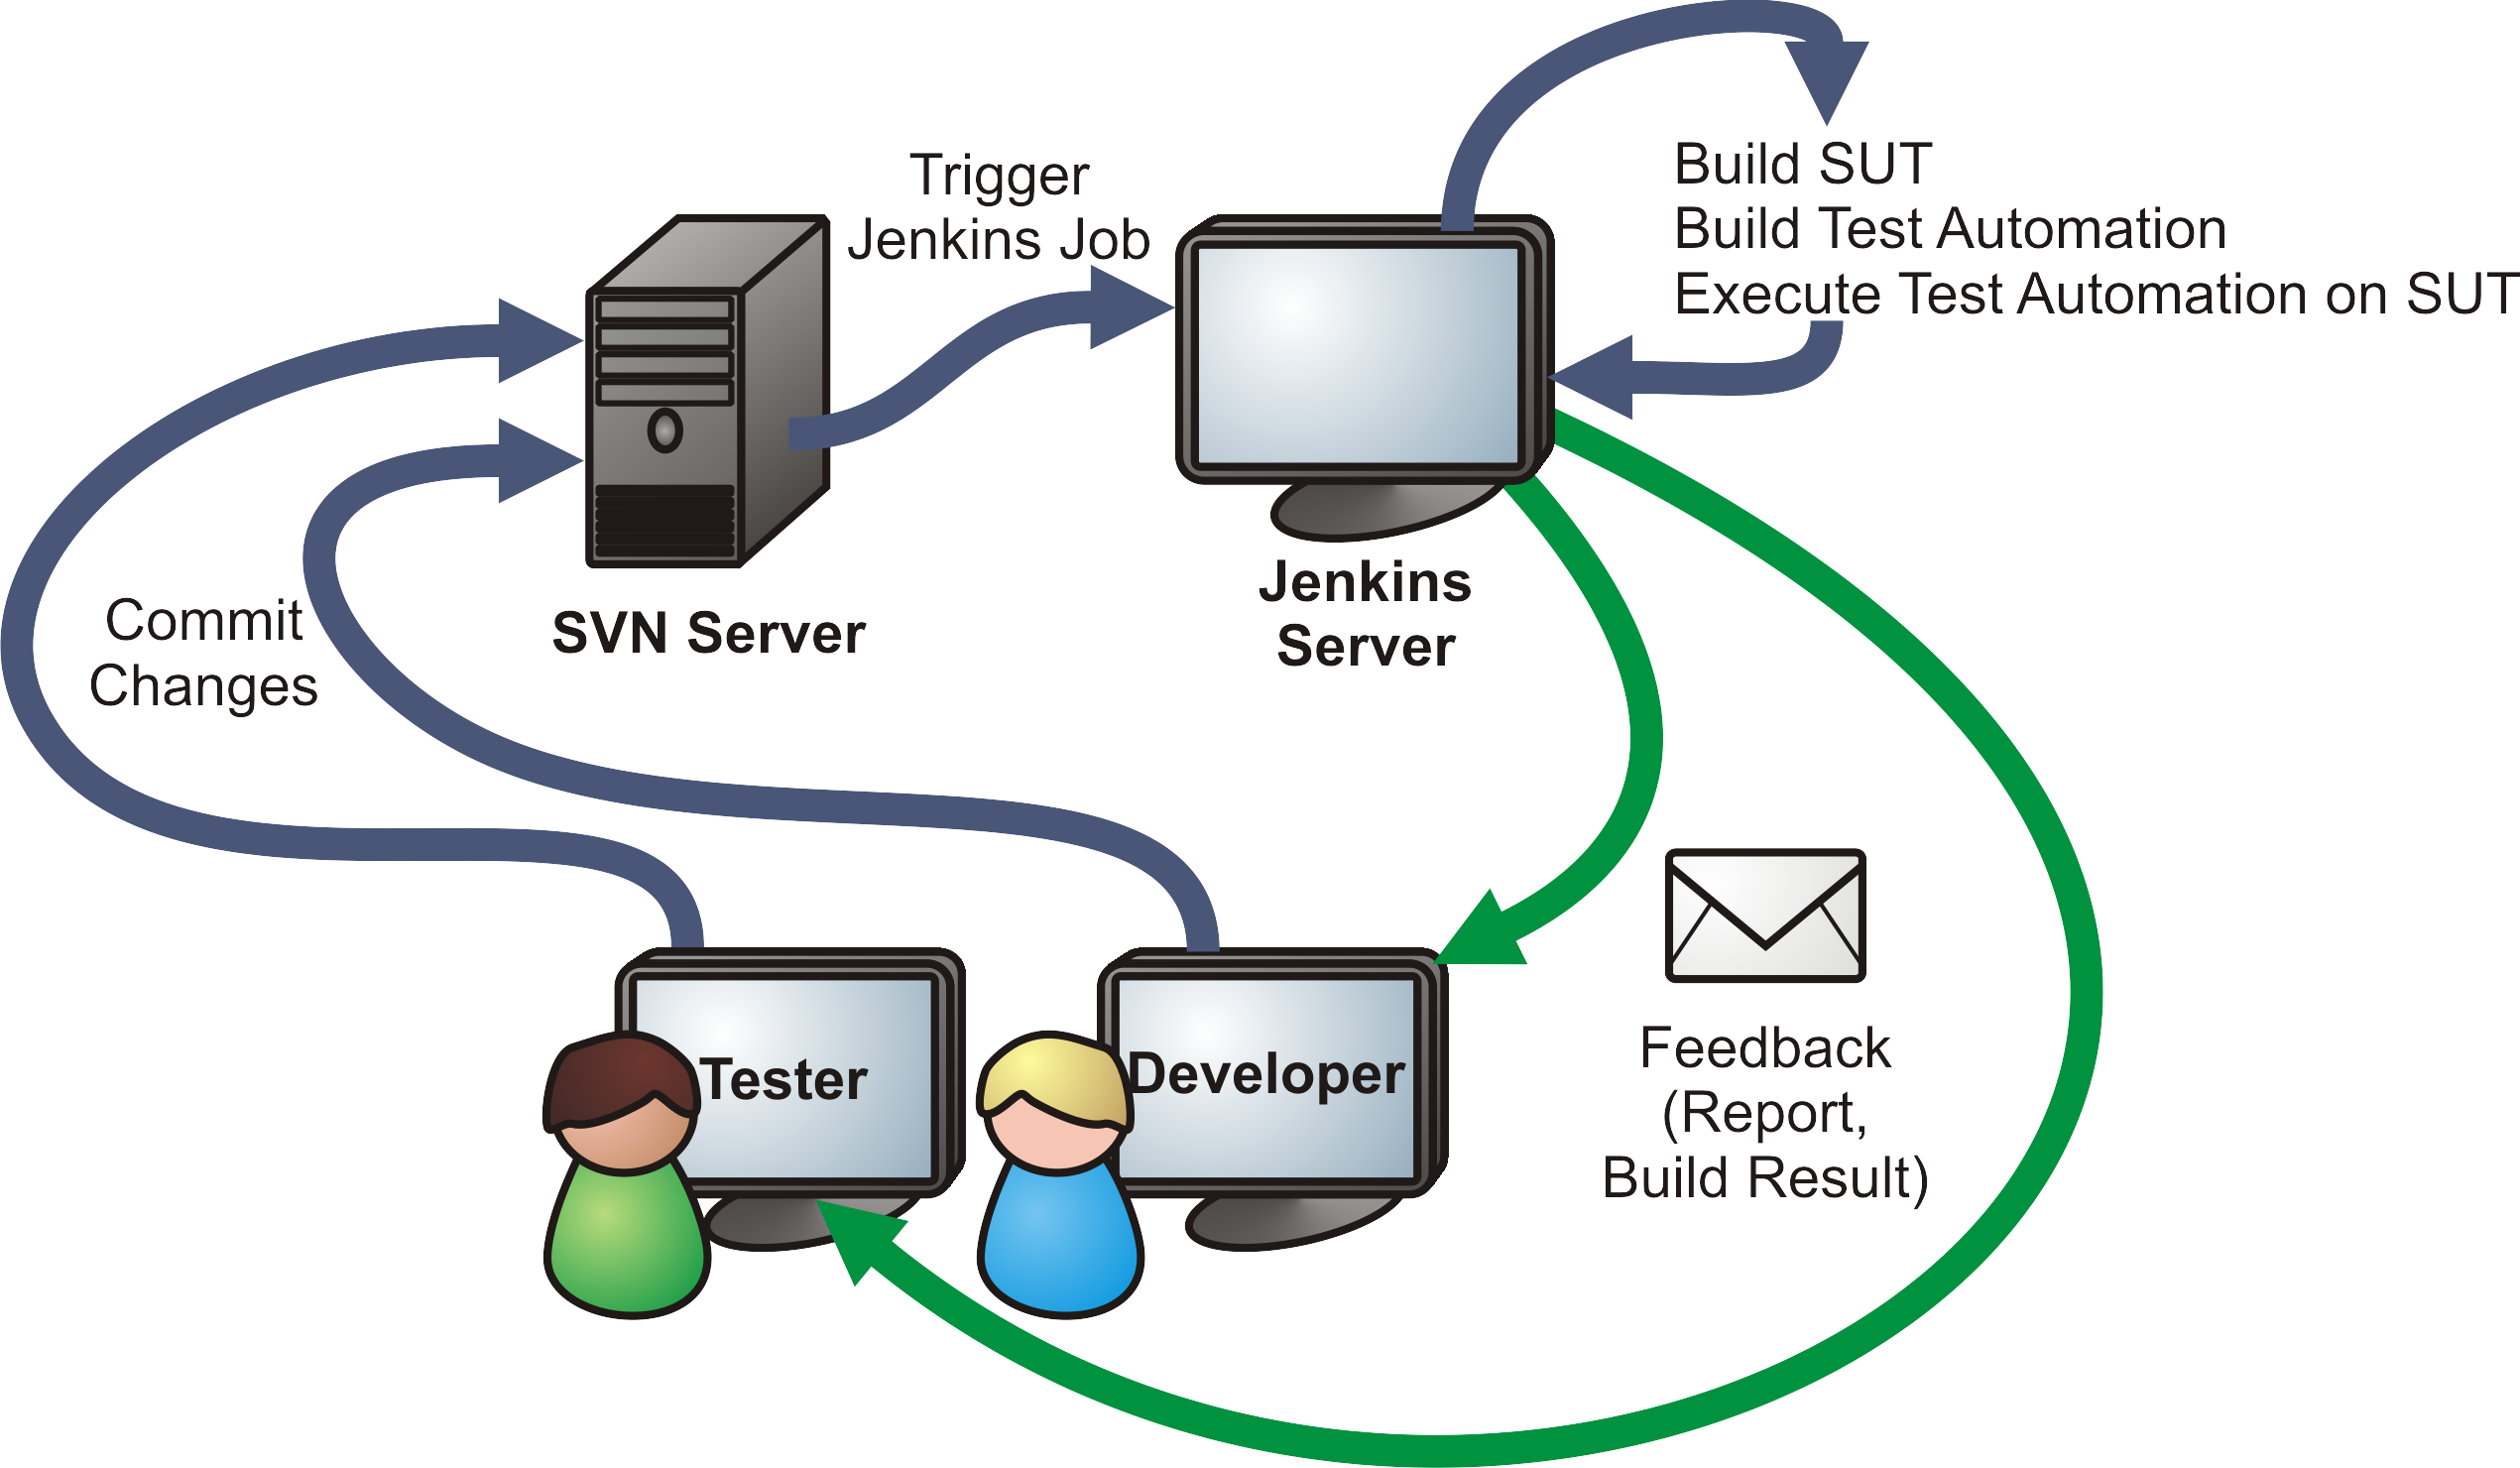 Trigger
Jenkins Job
Build SUT
Build Test Automation
Execute Test Automation on SUT
Commit
Changes
SVN Server
Jenkins
Server
Tester
Developer
Feedback
(Report,
Build Result)